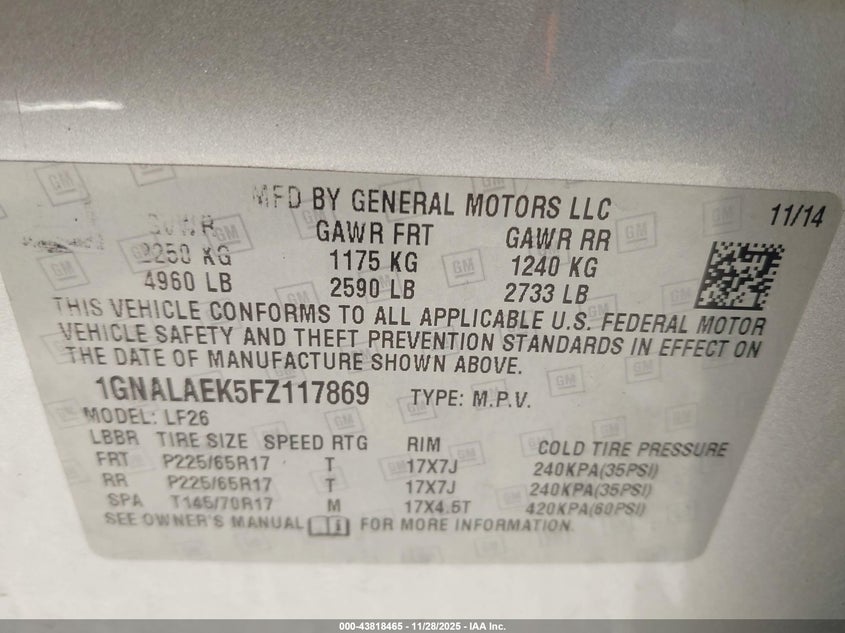 MFD BY GENERAL MOTORS LLC 11/14
GVWR GAWR FRT GAWR RR
2250 KG 1175 KG 1240 KG
4960 LB 2590 LB 2733 LB
THIS VEHICLE CONFORMS TO ALL APPLICABLE U.S. FEDERAL MOTOR
VEHICLE SAFETY AND THEFT PREVENTION STANDARDS IN EFFECT ON
THE DATE OF MANUFACTURE SHOWN ABOVE.
1GNALAEK5FZ117869 TYPE: M.P.V.
MODEL: LF26
LBBR TIRE SIZE SPEED RTG RIM COLD TIRE PRESSURE
FRT P225/65R17 T 17X7J 240KPA(35PSI)
RR P225/65R17 T 17X7J 240KPA(35PSI)
SPA T145/70R17 M 17X4.5T 420KPA(60PSI)
SEE OWNER'S MANUAL FOR MORE INFORMATION.
000-43818465 - 11/28/2025 - IAA Inc.